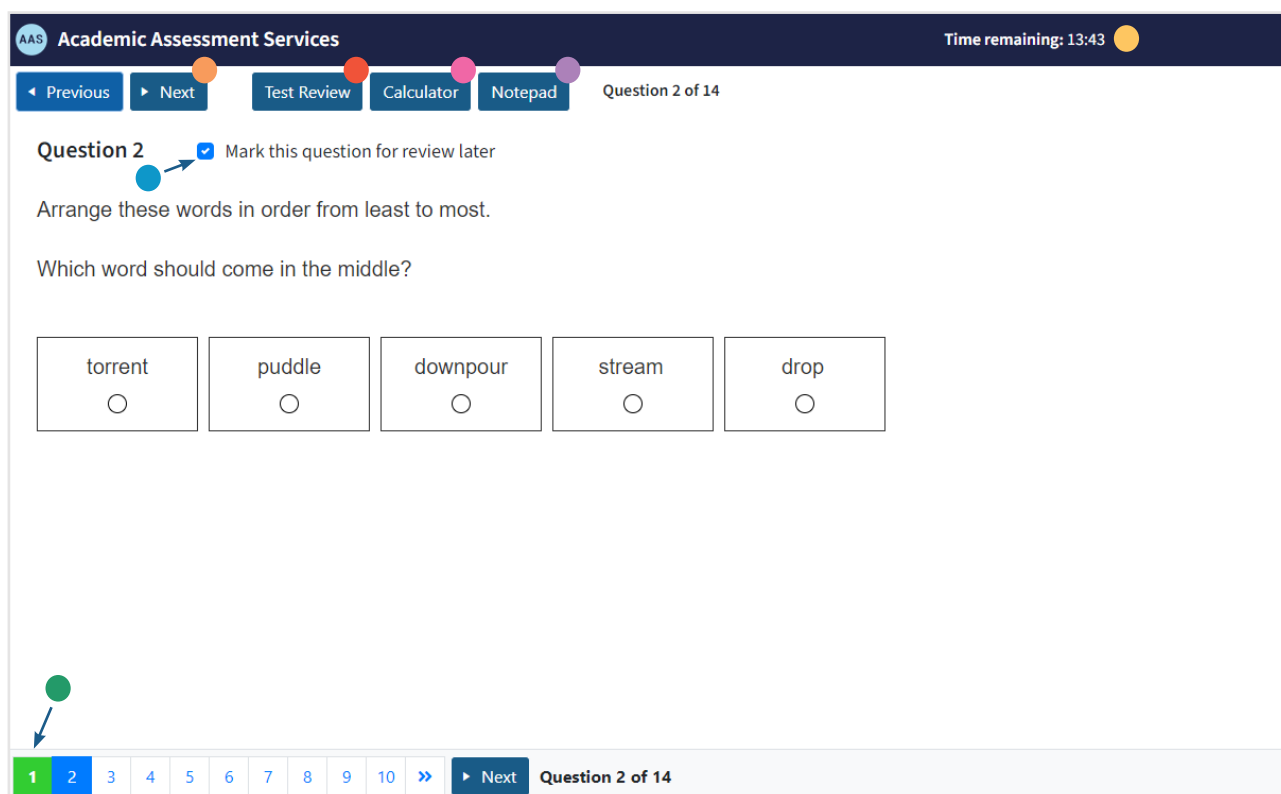 AAS Academic Assessment Services Time remaining: 13:43
Previous Next Test Review Calculator Notepad Question 2 of 14
Question 2 Mark this question for review later
Arrange these words in order from least to most.
Which word should come in the middle?
torrent puddle downpour stream drop
1 2 3 4 5 6 7 8 9 10 » Next Question 2 of 14